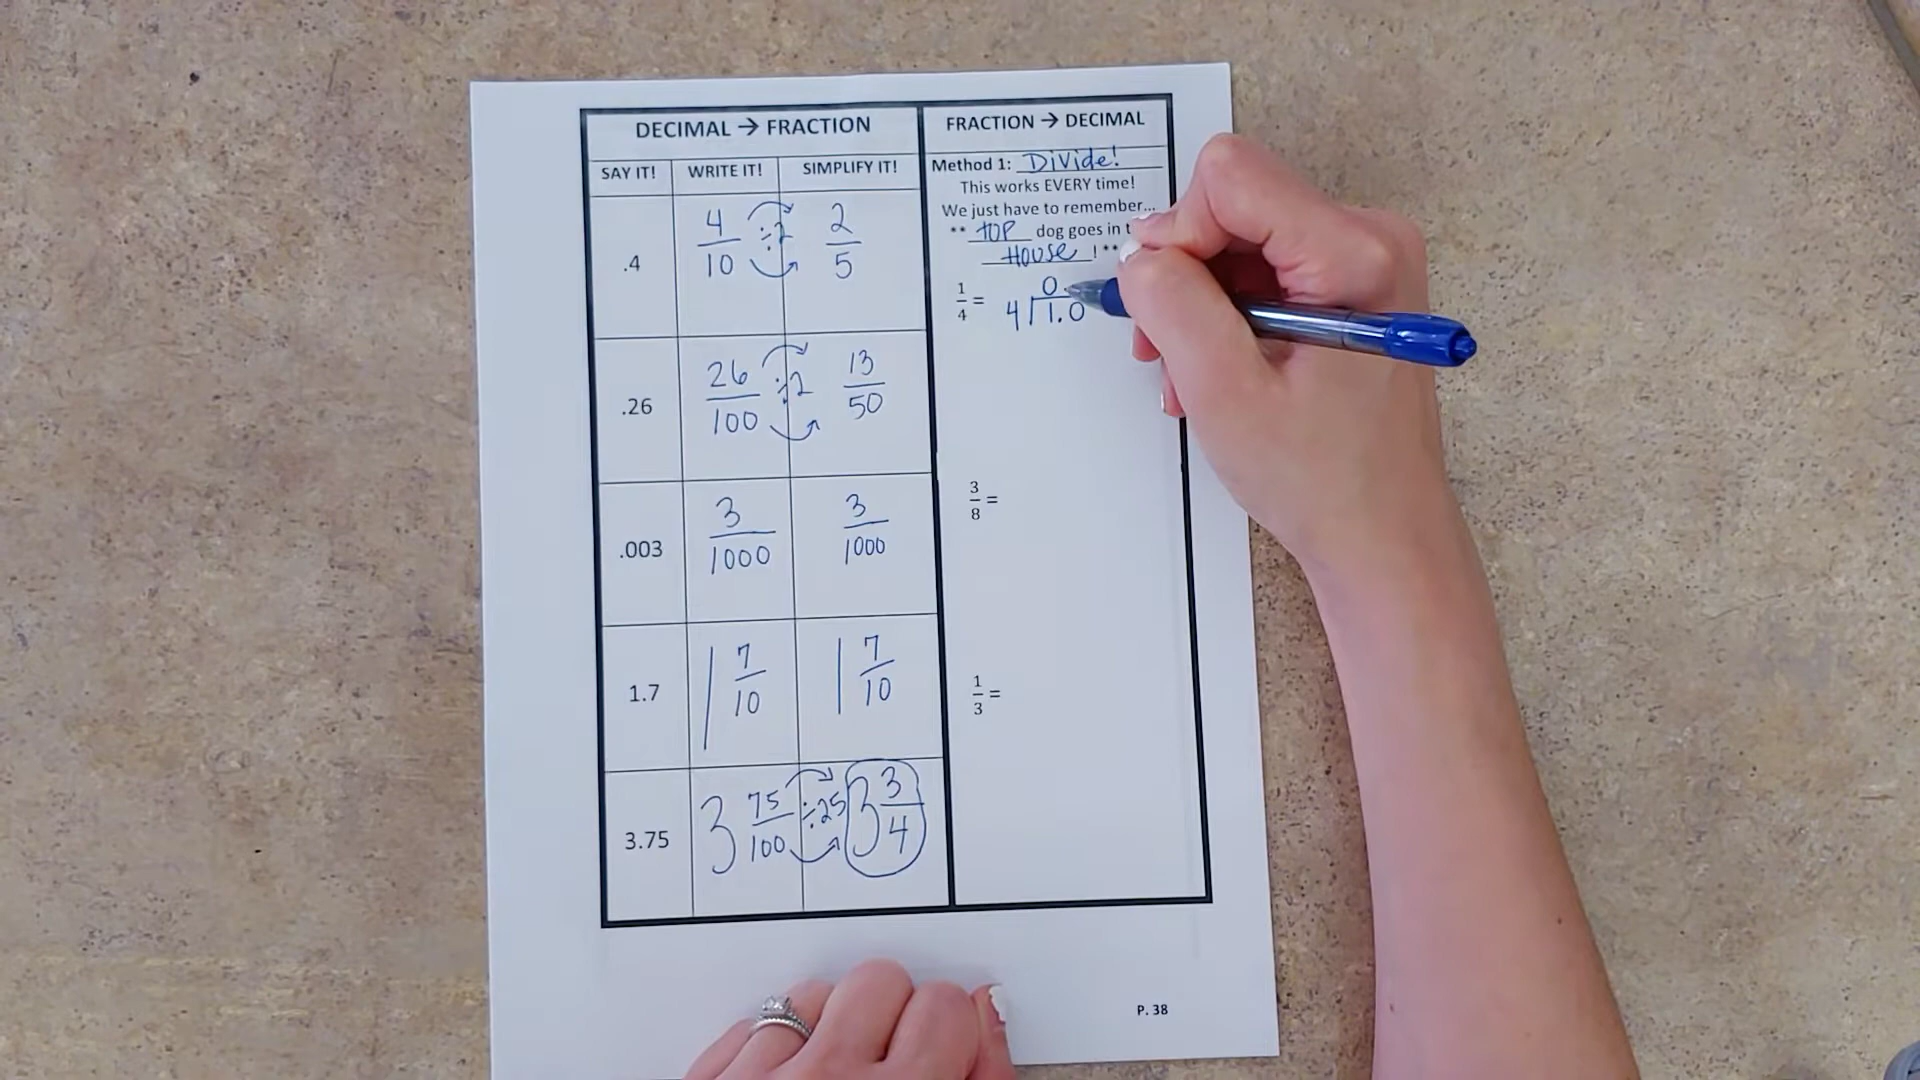 DECIMAL → FRACTION
SAY IT! WRITE IT! SIMPLIFY IT!
.4 4/10 ÷2 2/5
.26 26/100 ÷2 13/50
.003 3/1000 3/1000
1.7 1 7/10 1 7/10
3.75 3 75/100 ÷25 3 3/4
FRACTION → DECIMAL
Method 1: Divide!
This works EVERY time!
We just have to remember...
** TOP dog goes in
House ! **
0.
1/4 = 4 1.0
3/8 =
1/3 =
P. 38